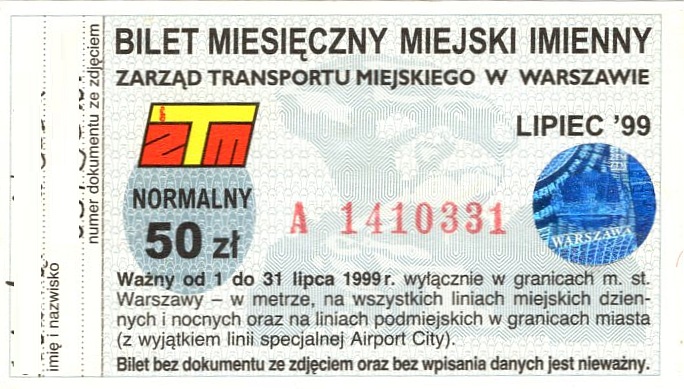 BILET MIESIĘCZNY MIEJSKI IMIENNY
ZARZĄD TRANSPORTU MIEJSKIEGO W WARSZAWIE
LIPIEC '99
ZTM
NORMALNY
50 zł
A 1410331
WARSZAWA
Ważny od 1 do 31 lipca 1999 r. wyłącznie w granicach m. st.
Warszawy – w metrze, na wszystkich liniach miejskich dzien-
nych i nocnych oraz na liniach podmiejskich w granicach miasta
(z wyjątkiem linii specjalnej Airport City).
Bilet bez dokumentu ze zdjęciem oraz bez wpisania danych jest nieważny.
numer dokumentu ze zdjęciem
imię i nazwisko